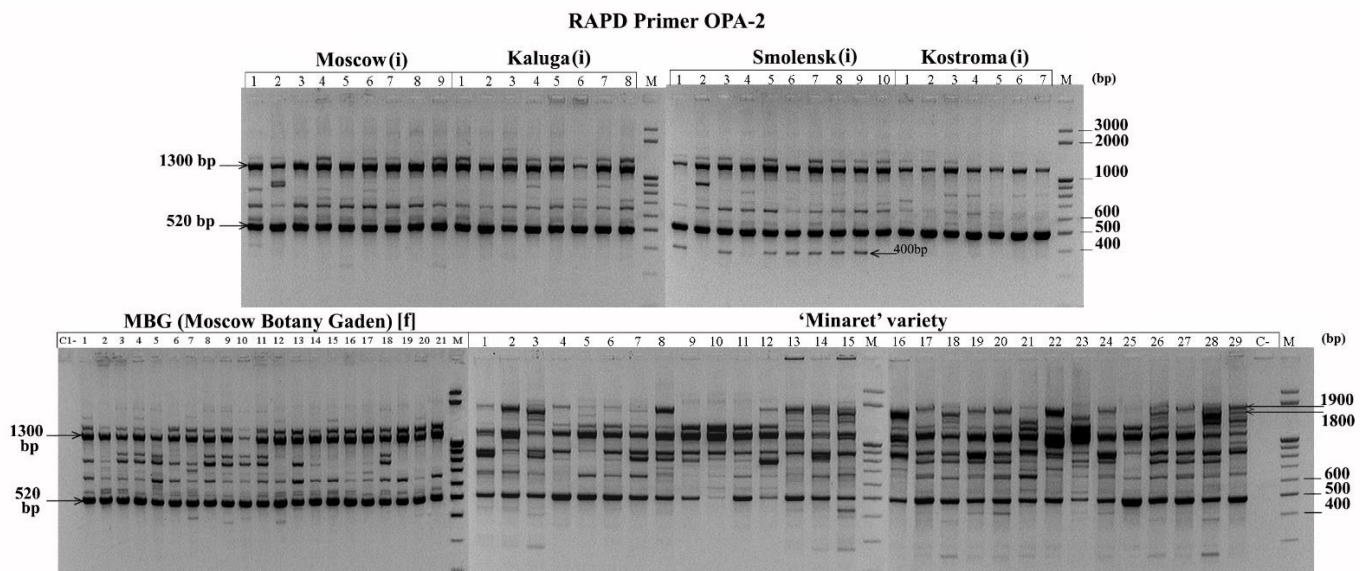 RAPD Primer OPA-2
Moscow (i) Kaluga (i) Smolensk (i) Kostroma (i)
1 2 3 4 5 6 7 8 9 1 2 3 4 5 6 7 8 M 1 2 3 4 5 6 7 8 9 10 1 2 3 4 5 6 7 M (bp)
3000
2000
1300 bp
1000
600
520 bp
500
400
400bp
MBG (Moscow Botany Gaden) [f] ‘Minaret’ variety
C1- 1 2 3 4 5 6 7 8 9 10 11 12 13 14 15 16 17 18 19 20 21 M 1 2 3 4 5 6 7 8 9 10 11 12 13 14 15 M 16 17 18 19 20 21 22 23 24 25 26 27 28 29 C- M (bp)
1900
1800
1300
bp
600
500
520
bp
400